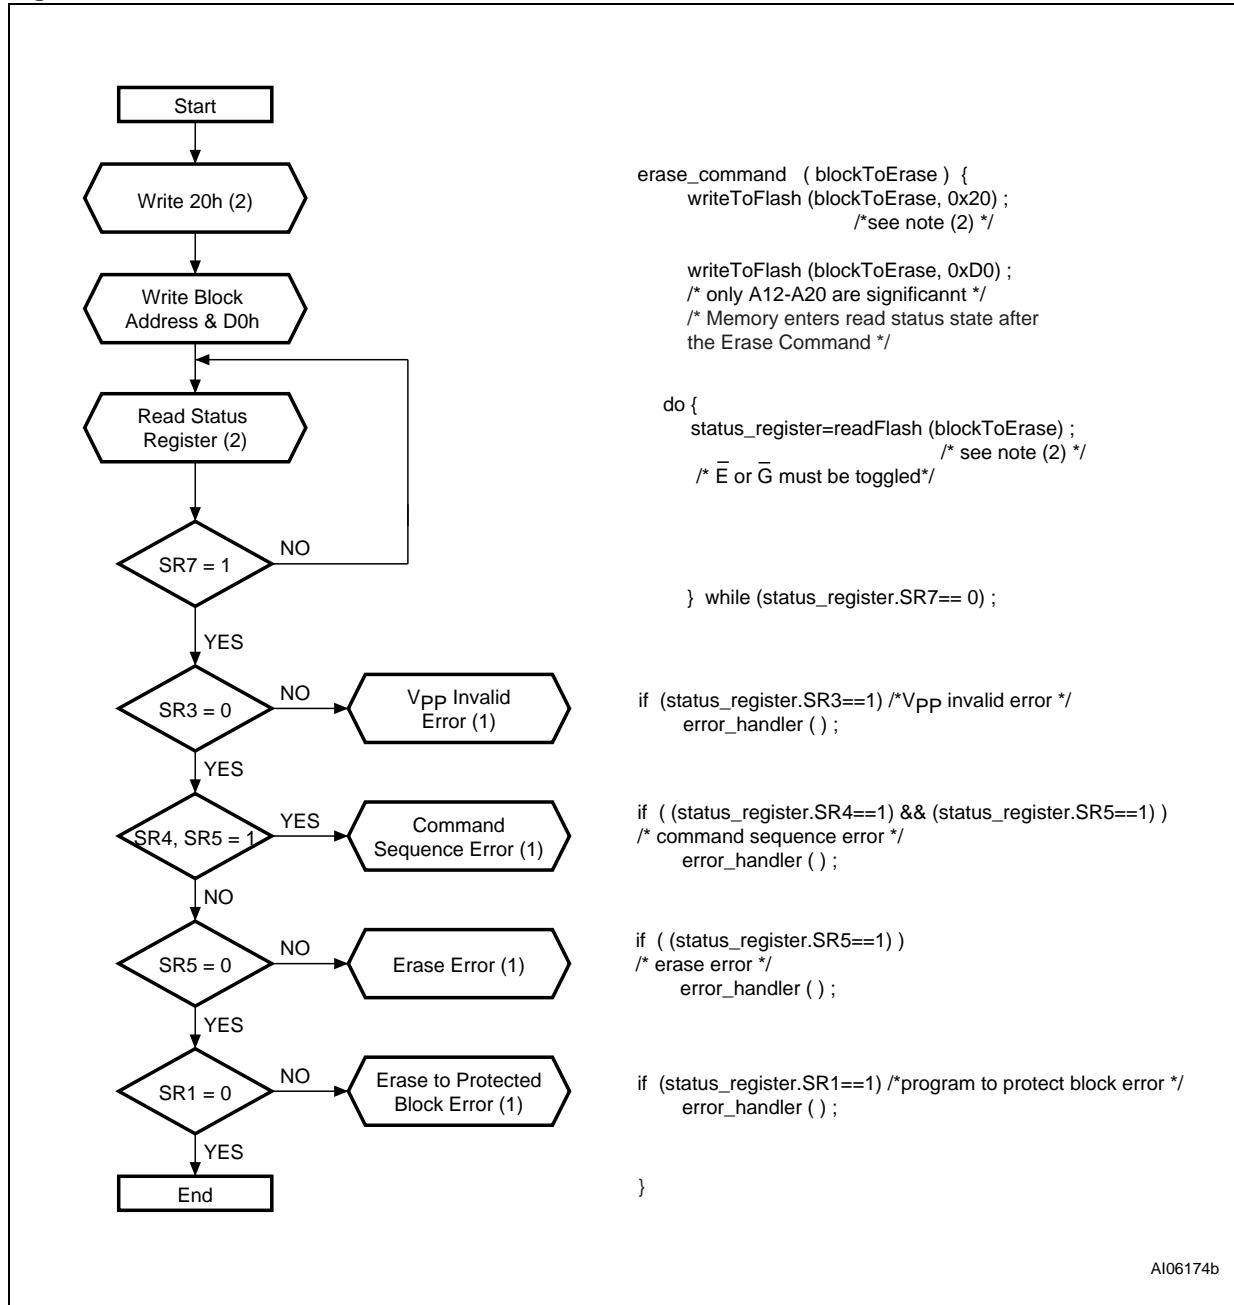 Start
Write 20h (2)
Write Block
Address & D0h
Read Status
Register (2)
SR7 = 1
NO
YES
SR3 = 0
NO
VPP Invalid
Error (1)
YES
SR4, SR5 = 1
YES
Command
Sequence Error (1)
NO
SR5 = 0
NO
Erase Error (1)
YES
SR1 = 0
NO
Erase to Protected
Block Error (1)
YES
End
erase_command ( blockToErase ) {
writeToFlash (blockToErase, 0x20) ;
/*see note (2) */
writeToFlash (blockToErase, 0xD0) ;
/* only A12-A20 are significannt */
/* Memory enters read status state after
the Erase Command */
do {
status_register=readFlash (blockToErase) ;
/* see note (2) */
/* E̅ or G̅ must be toggled*/
} while (status_register.SR7== 0) ;
if (status_register.SR3==1) /*VPP invalid error */
error_handler ( ) ;
if ( (status_register.SR4==1) && (status_register.SR5==1) )
/* command sequence error */
error_handler ( ) ;
if ( (status_register.SR5==1) )
/* erase error */
error_handler ( ) ;
if (status_register.SR1==1) /*program to protect block error */
error_handler ( ) ;
}
AI06174b